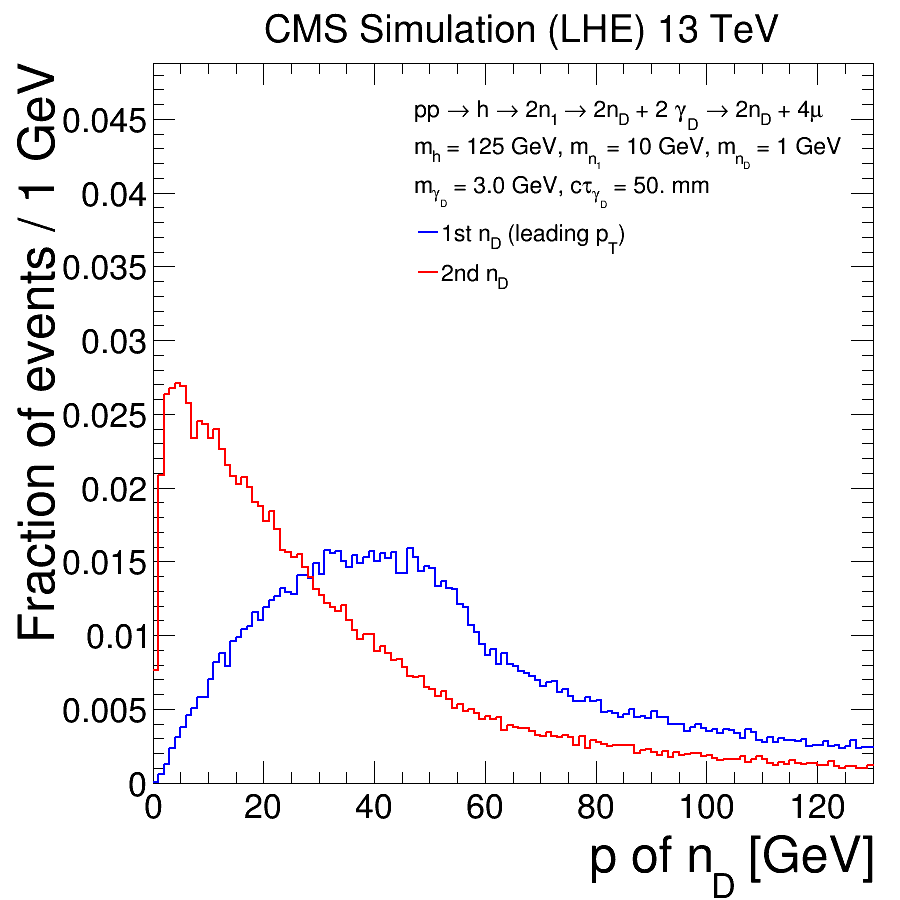 CMS Simulation (LHE) 13 TeV
Fraction of events / 1 GeV
pp → h → 2n₁ → 2n_D + 2 γ_D → 2n_D + 4μ
m_h = 125 GeV, m_n₁ = 10 GeV, m_n_D = 1 GeV
m_γ_D = 3.0 GeV, cτ_γ_D = 50. mm
1st n_D (leading p_T)
2nd n_D
0.045
0.04
0.035
0.03
0.025
0.02
0.015
0.01
0.005
0
0 20 40 60 80 100 120
p of n_D [GeV]